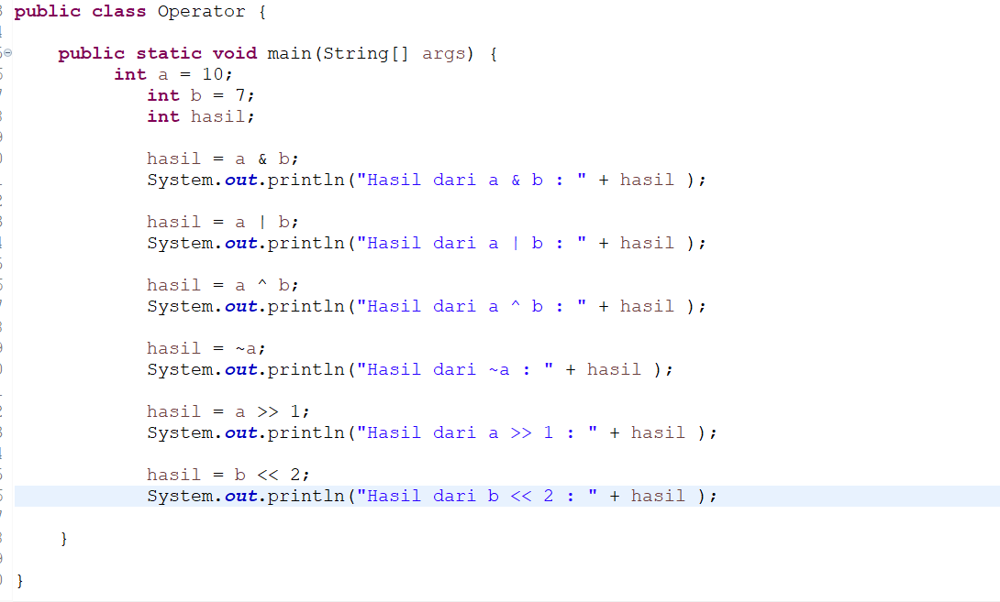 public class Operator {
public static void main(String[] args) {
int a = 10;
int b = 7;
int hasil;
hasil = a & b;
System.out.println("Hasil dari a & b : " + hasil );
hasil = a | b;
System.out.println("Hasil dari a | b : " + hasil );
hasil = a ^ b;
System.out.println("Hasil dari a ^ b : " + hasil );
hasil = ~a;
System.out.println("Hasil dari ~a : " + hasil );
hasil = a >> 1;
System.out.println("Hasil dari a >> 1 : " + hasil );
hasil = b << 2;
System.out.println("Hasil dari b << 2 : " + hasil );
}
}